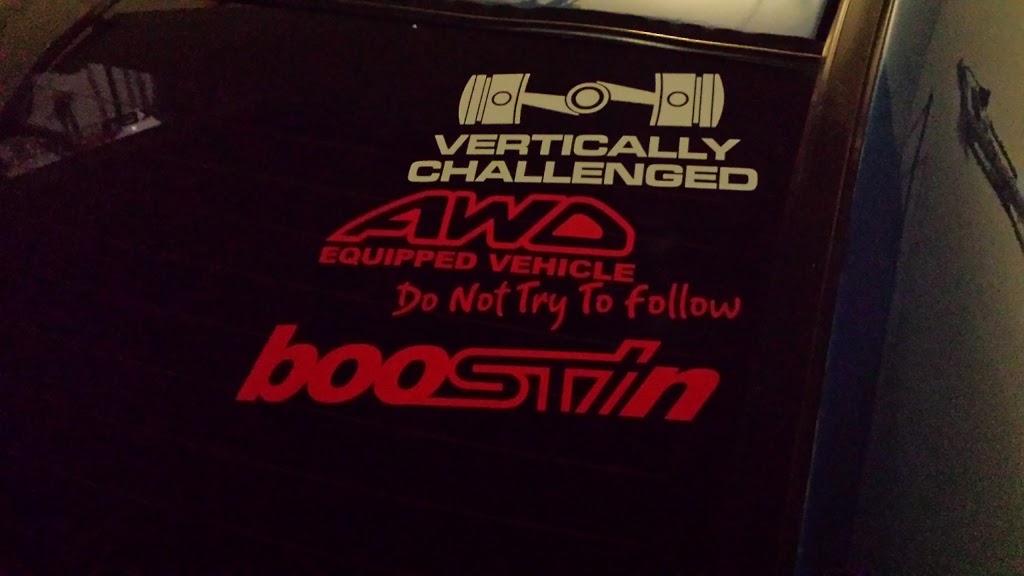 VERTICALLY
CHALLENGED
AWD
EQUIPPED VEHICLE
Do Not Try To Follow
boostin